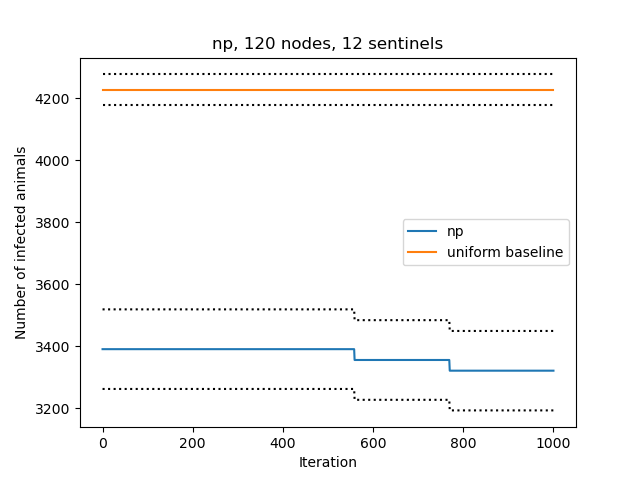 np, 120 nodes, 12 sentinels
Number of infected animals
4200
4000
3800
3600
3400
3200
np
uniform baseline
0 200 400 600 800 1000
Iteration